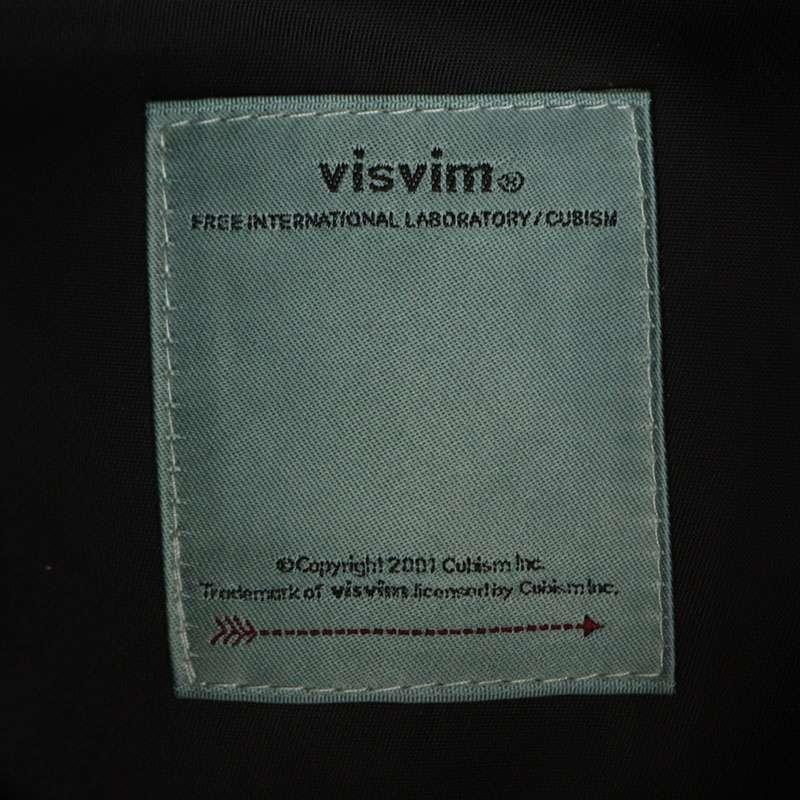 visvim®
FREE INTERNATIONAL LABORATORY / CUBISM
©Copyright 2001 Cubism Inc.
Trademark of visvim licensed by Cubism Inc.